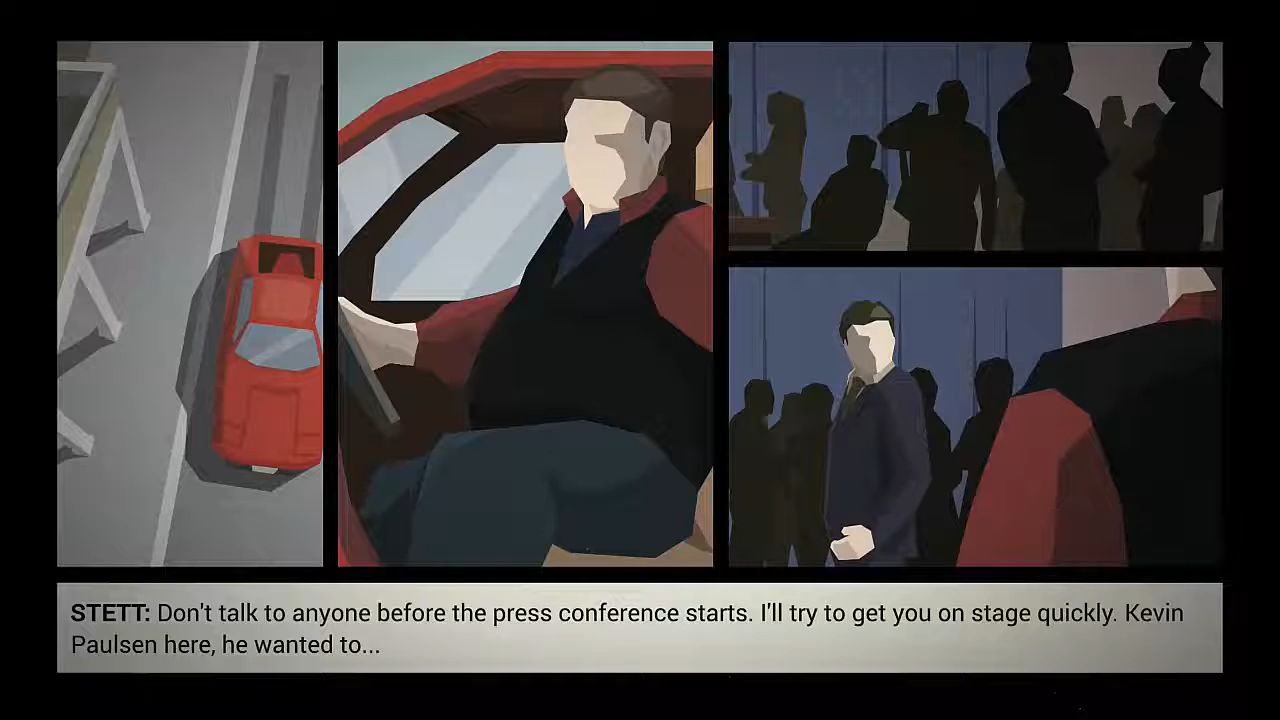 STETT: Don't talk to anyone before the press conference starts. I'll try to get you on stage quickly. Kevin
Paulsen here, he wanted to...